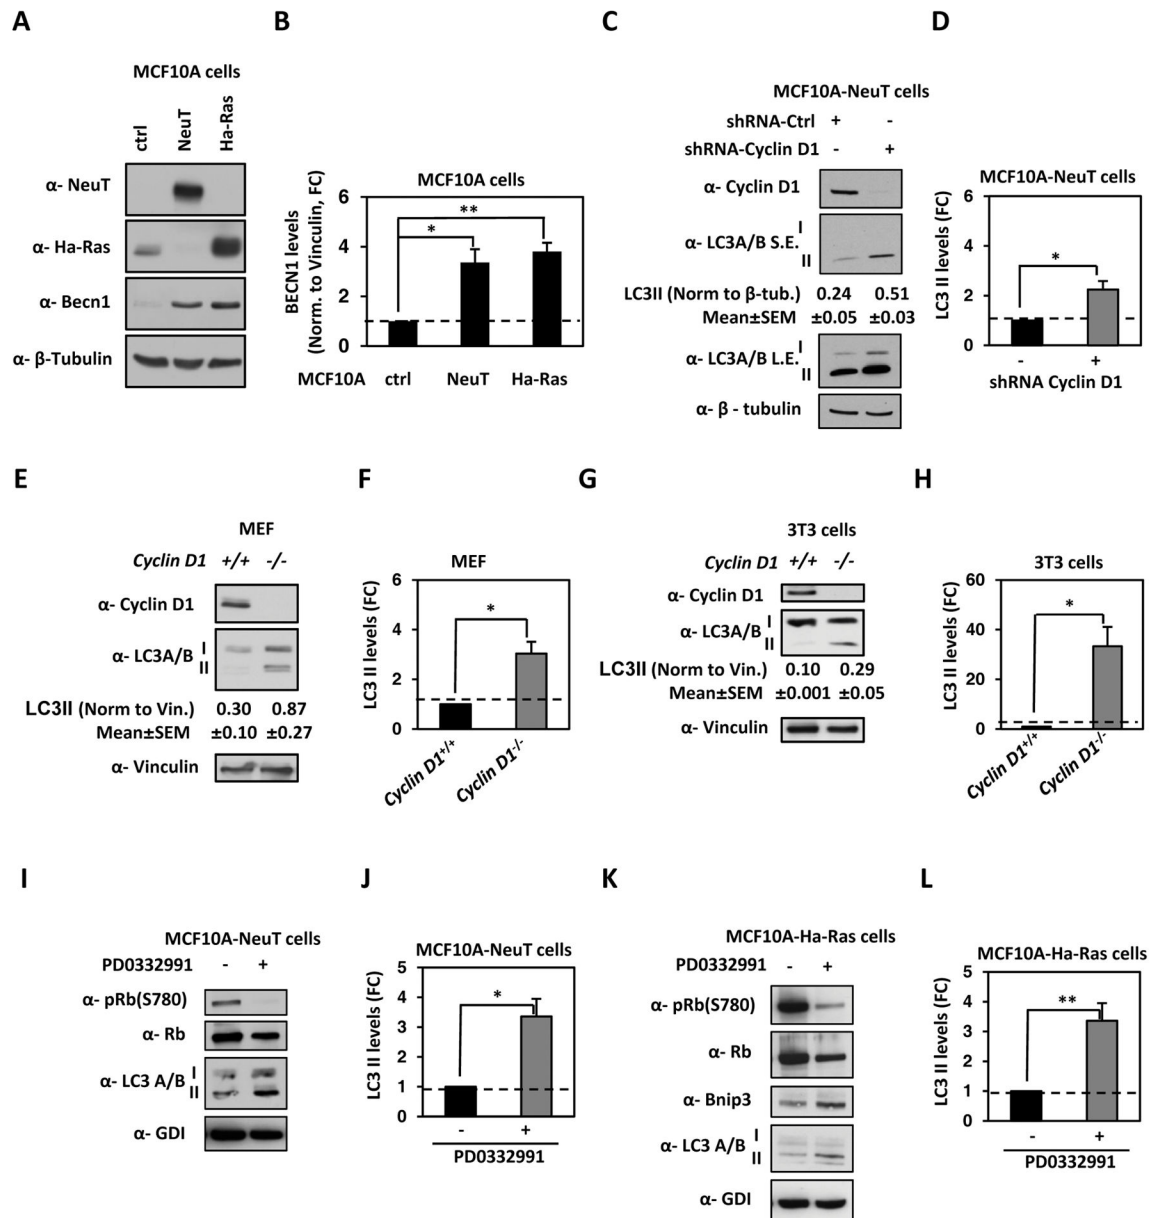 A
MCF10A cells
ctrl
NeuT
Ha-Ras
α- NeuT
α- Ha-Ras
α- Becn1
α- β-Tubulin
B
MCF10A cells
BECN1 levels
(Norm. to Vinculin, FC)
6
4
2
0
*
**
MCF10A ctrl NeuT Ha-Ras
C
MCF10A-NeuT cells
shRNA-Ctrl + -
shRNA-Cyclin D1 - +
α- Cyclin D1
α- LC3A/B S.E. I
II
LC3II (Norm to β-tub.) 0.24 0.51
Mean±SEM ±0.05 ±0.03
α- LC3A/B L.E. I
II
α- β - tubulin
D
MCF10A-NeuT cells
LC3 II levels (FC)
6
4
2
0
*
- +
shRNA Cyclin D1
E
MEF
Cyclin D1 +/+ -/-
α- Cyclin D1
α- LC3A/B I
II
LC3II (Norm to Vin.) 0.30 0.87
Mean±SEM ±0.10 ±0.27
α- Vinculin
F
MEF
LC3 II levels (FC)
6
4
2
0
*
Cyclin D1+/+
Cyclin D1-/-
G
3T3 cells
Cyclin D1 +/+ -/-
α- Cyclin D1
α- LC3A/B I
II
LC3II (Norm to Vin.) 0.10 0.29
Mean±SEM ±0.001 ±0.05
α- Vinculin
H
3T3 cells
LC3 II levels (FC)
60
40
20
0
*
Cyclin D1+/+
Cyclin D1-/-
I
MCF10A-NeuT cells
PD0332991 - +
α- pRb(S780)
α- Rb
α- LC3 A/B I
II
α- GDI
J
MCF10A-NeuT cells
LC3 II levels (FC)
5
4
3
2
1
0
*
- +
PD0332991
K
MCF10A-Ha-Ras cells
PD0332991 - +
α- pRb(S780)
α- Rb
α- Bnip3
α- LC3 A/B I
II
α- GDI
L
MCF10A-Ha-Ras cells
LC3 II levels (FC)
5
4
3
2
1
0
**
- +
PD0332991